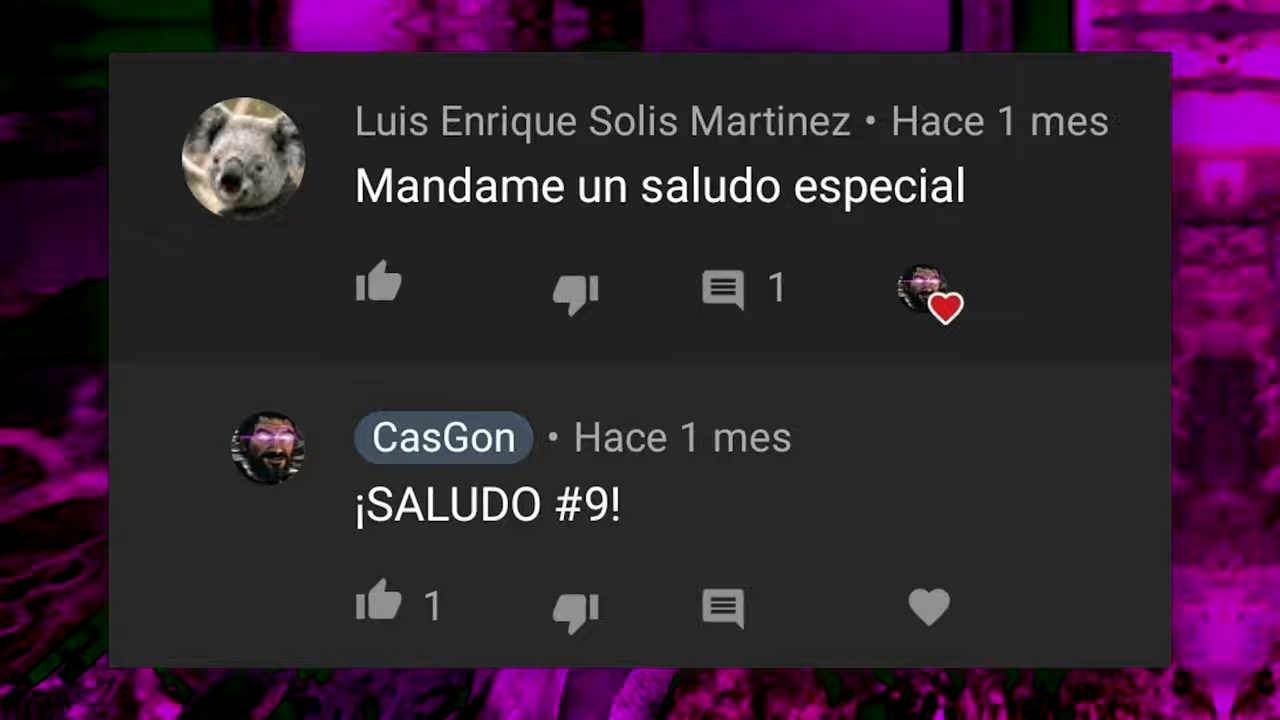 Luis Enrique Solis Martinez • Hace 1 mes
Mandame un saludo especial
1
CasGon • Hace 1 mes
¡SALUDO #9!
1